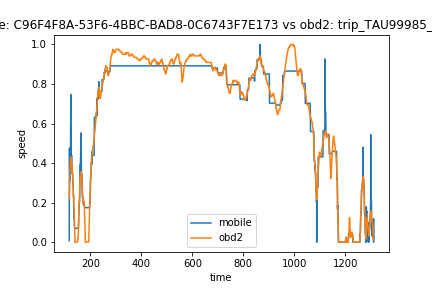 e: C96F4F8A-53F6-4BBC-BAD8-0C6743F7E173 vs obd2: trip_TAU99985_
1.0
0.8
0.6
0.4
0.2
0.0
speed
mobile
obd2
200 400 600 800 1000 1200
time